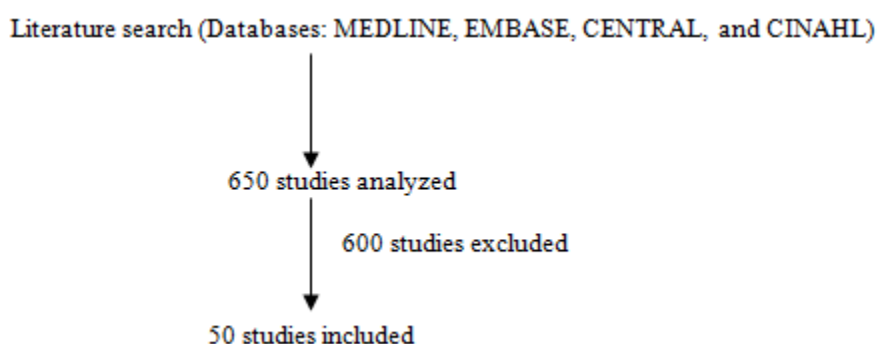 Literature search (Databases: MEDLINE, EMBASE, CENTRAL, and CINAHL)
650 studies analyzed
600 studies excluded
50 studies included